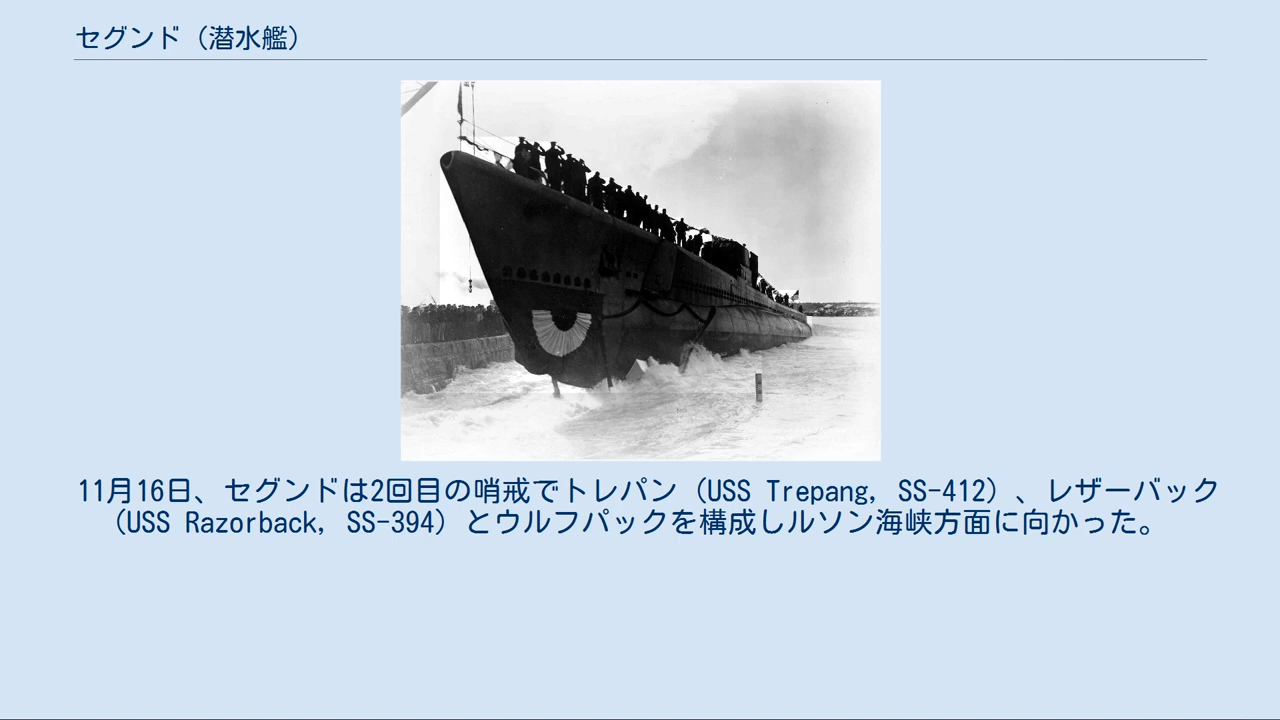 セグンド（潜水艦）
11月16日、セグンドは2回目の哨戒でトレパン（USS Trepang, SS-412）、レザーバック
（USS Razorback, SS-394）とウルフパックを構成しルソン海峡方面に向かった。